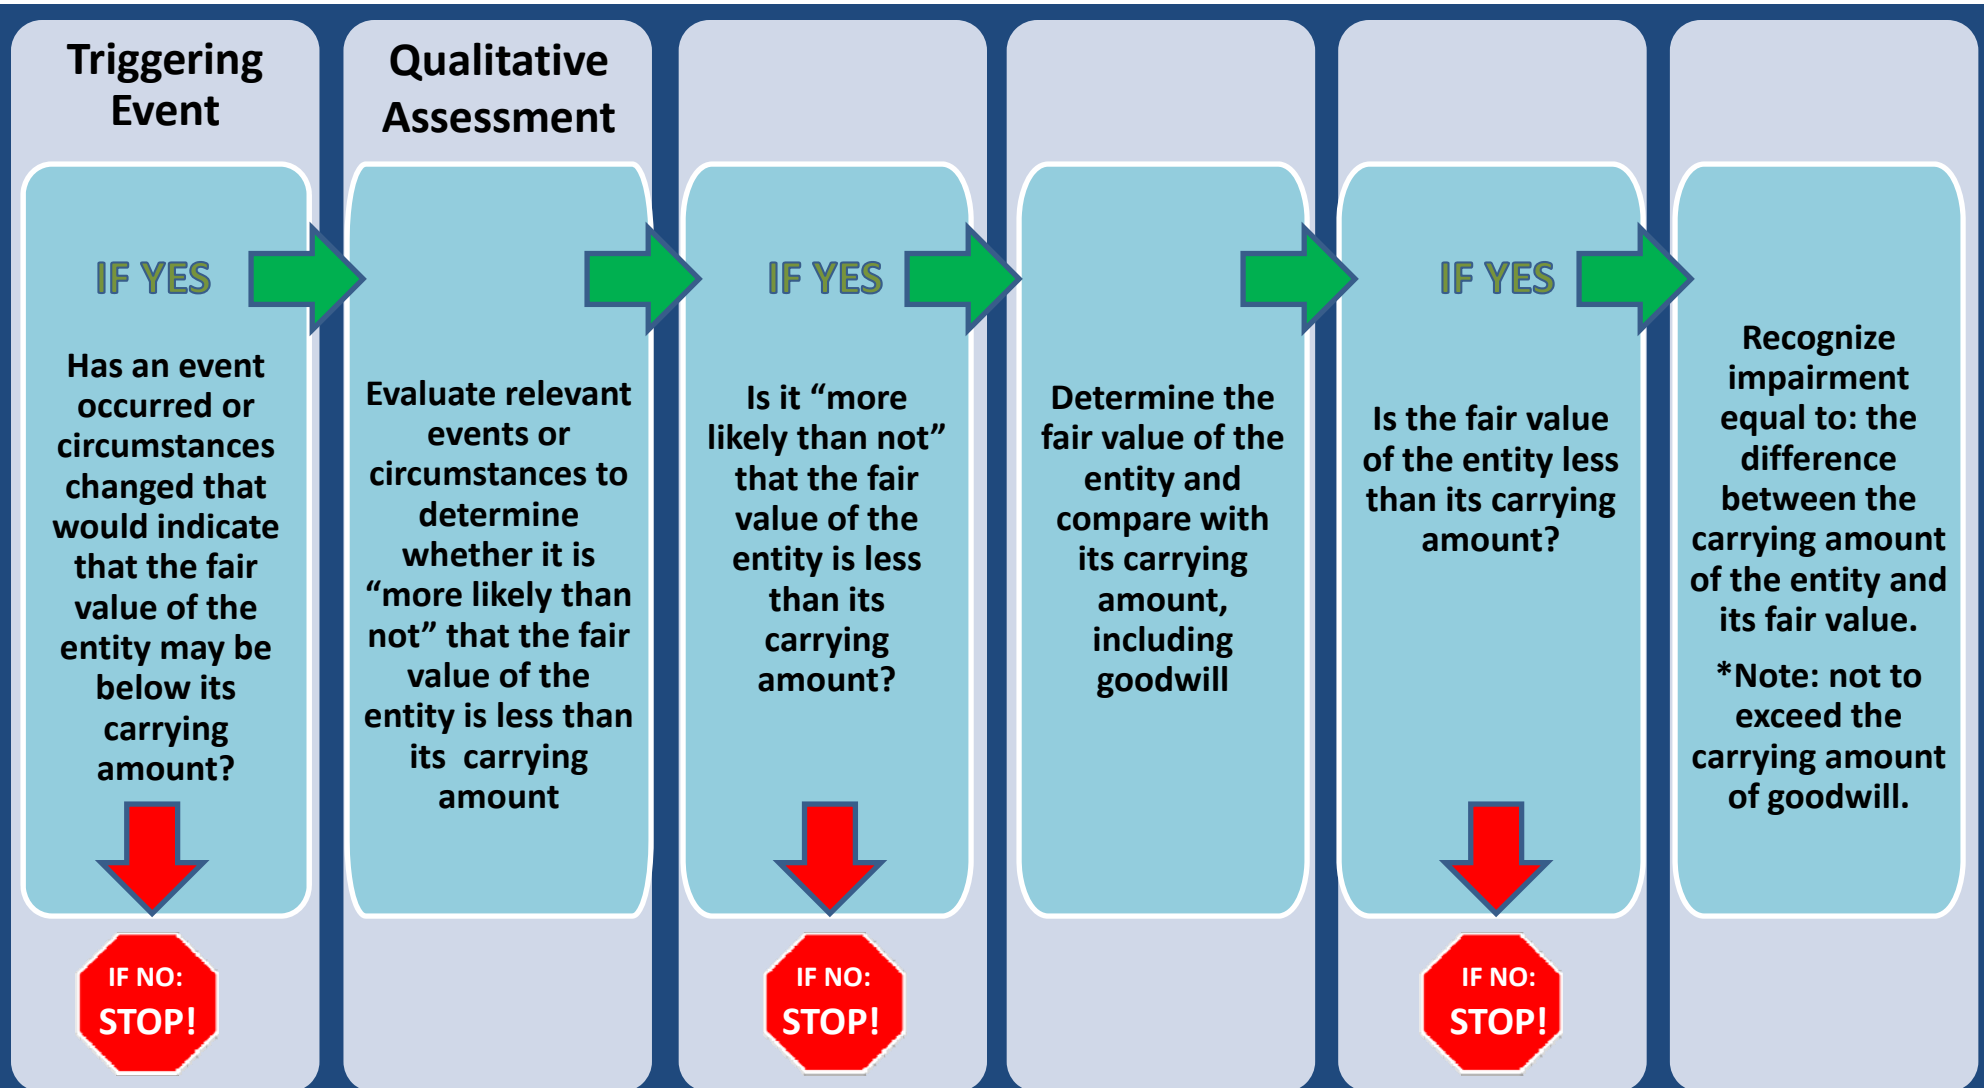 Triggering
Event
IF YES
Has an event
occurred or
circumstances
changed that
would indicate
that the fair
value of the
entity may be
below its
carrying
amount?
IF NO:
STOP!
Qualitative
Assessment
Evaluate relevant
events or
circumstances to
determine
whether it is
“more likely than
not” that the fair
value of the
entity is less than
its carrying
amount
IF YES
Is it “more
likely than not”
that the fair
value of the
entity is less
than its
carrying
amount?
IF NO:
STOP!
Determine the
fair value of the
entity and
compare with
its carrying
amount,
including
goodwill
IF YES
Is the fair value
of the entity less
than its carrying
amount?
IF NO:
STOP!
Recognize
impairment
equal to: the
difference
between the
carrying amount
of the entity and
its fair value.
*Note: not to
exceed the
carrying amount
of goodwill.